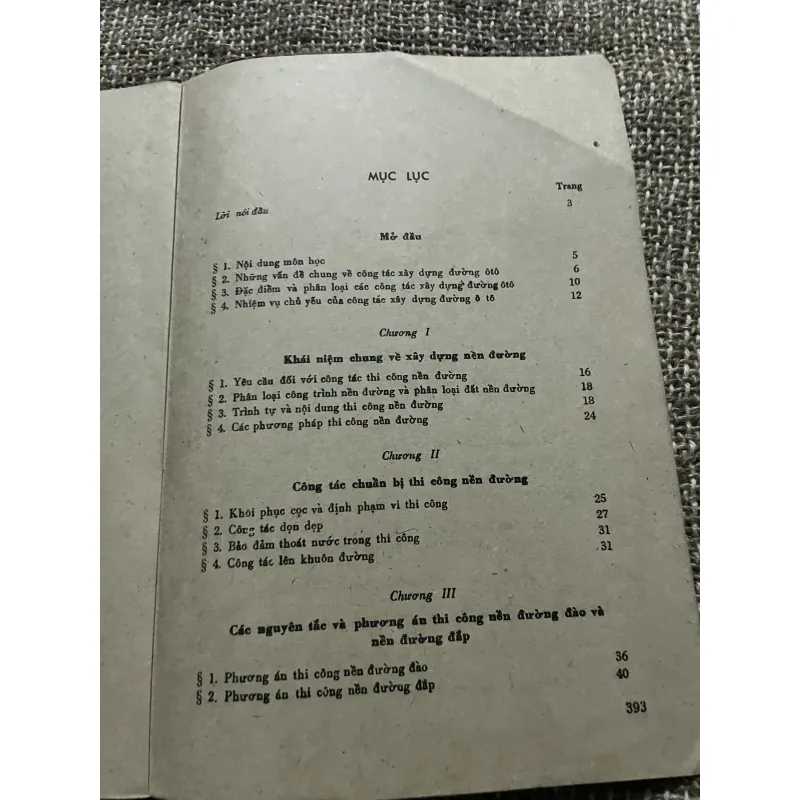 MỤC LỤC
Trang
Lời nói đầu 3
Mở đầu
§ 1. Nội dung môn học 5
§ 2. Những vấn đề chung về công tác xây dựng đường ôtô 6
§ 3. Đặc điểm và phân loại các công tác xây dựng đường ôtô 10
§ 4. Nhiệm vụ chủ yếu của công tác xây dựng đường ô tô 12
Chương I
Khái niệm chung về xây dựng nền đường
§ 1. Yêu cầu đối với công tác thi công nền đường 16
§ 2. Phân loại công trình nền đường và phân loại đất nền đường 18
§ 3. Trình tự và nội dung thi công nền đường 18
§ 4. Các phương pháp thi công nền đường 24
Chương II
Công tác chuẩn bị thi công nền đường
§ 1. Khôi phục cọc và định phạm vi thi công 25
§ 2. Công tác dọn dẹp 27
§ 3. Bảo đảm thoát nước trong thi công 31
§ 4. Công tác lên khuôn đường 31
Chương III
Các nguyên tắc và phương án thi công nền đường đào và
nền đường đắp
§ 1. Phương án thi công nền đường đào 36
§ 2. Phương án thi công nền đường đắp 40
393